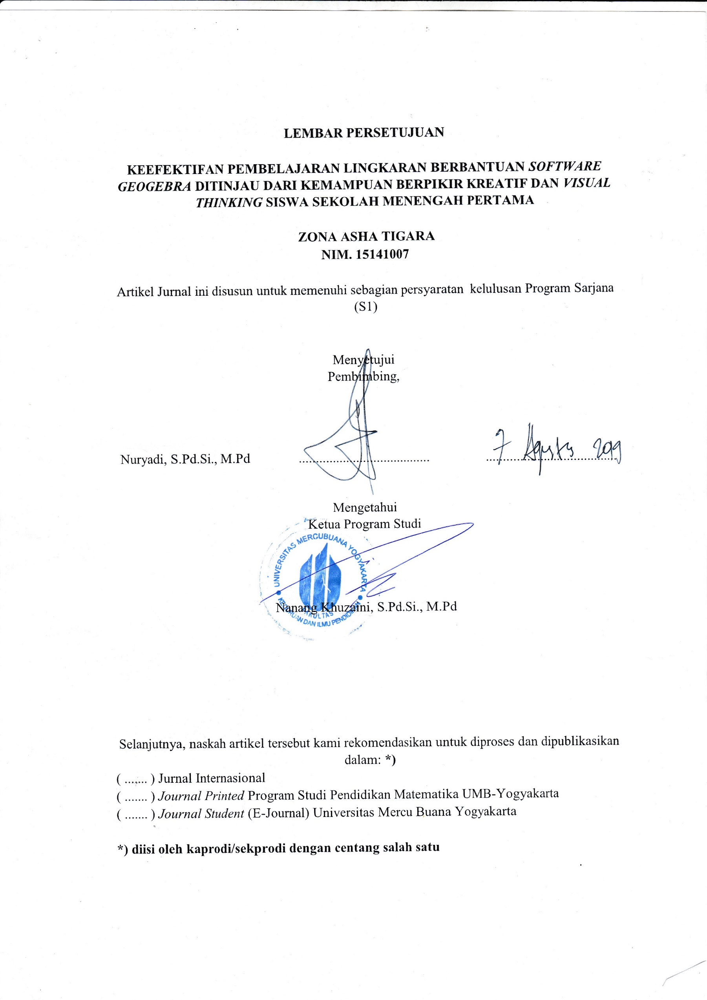 LEMBAR PERSETUJUAN
KEEFEKTIFAN PEMBELAJARAN LINGKARAN BERBANTUAN SOFTWARE
GEOGEBRA DITINJAU DARI KEMAMPUAN BERPIKIR KREATIF DAN VISUAL
THINKING SISWA SEKOLAH MENENGAH PERTAMA
ZONA ASHA TIGARA
NIM. 15141007
Artikel Jurnal ini disusun untuk memenuhi sebagian persyaratan kelulusan Program Sarjana
(S1)
Menyetujui
Pembimbing,
Nuryadi, S.Pd.Si., M.Pd ................................... 7 Agustus 2019
Mengetahui
Ketua Program Studi
UNIVERSITAS MERCUBUANA YOGYAKARTA
Nanang Khuzaini, S.Pd.Si., M.Pd
FAKULTAS
KEGURUAN DAN ILMU PENDIDIKAN
Selanjutnya, naskah artikel tersebut kami rekomendasikan untuk diproses dan dipublikasikan
dalam: *)
( ....... ) Jurnal Internasional
( ....... ) Journal Printed Program Studi Pendidikan Matematika UMB-Yogyakarta
( ....... ) Journal Student (E-Journal) Universitas Mercu Buana Yogyakarta
*) diisi oleh kaprodi/sekprodi dengan centang salah satu